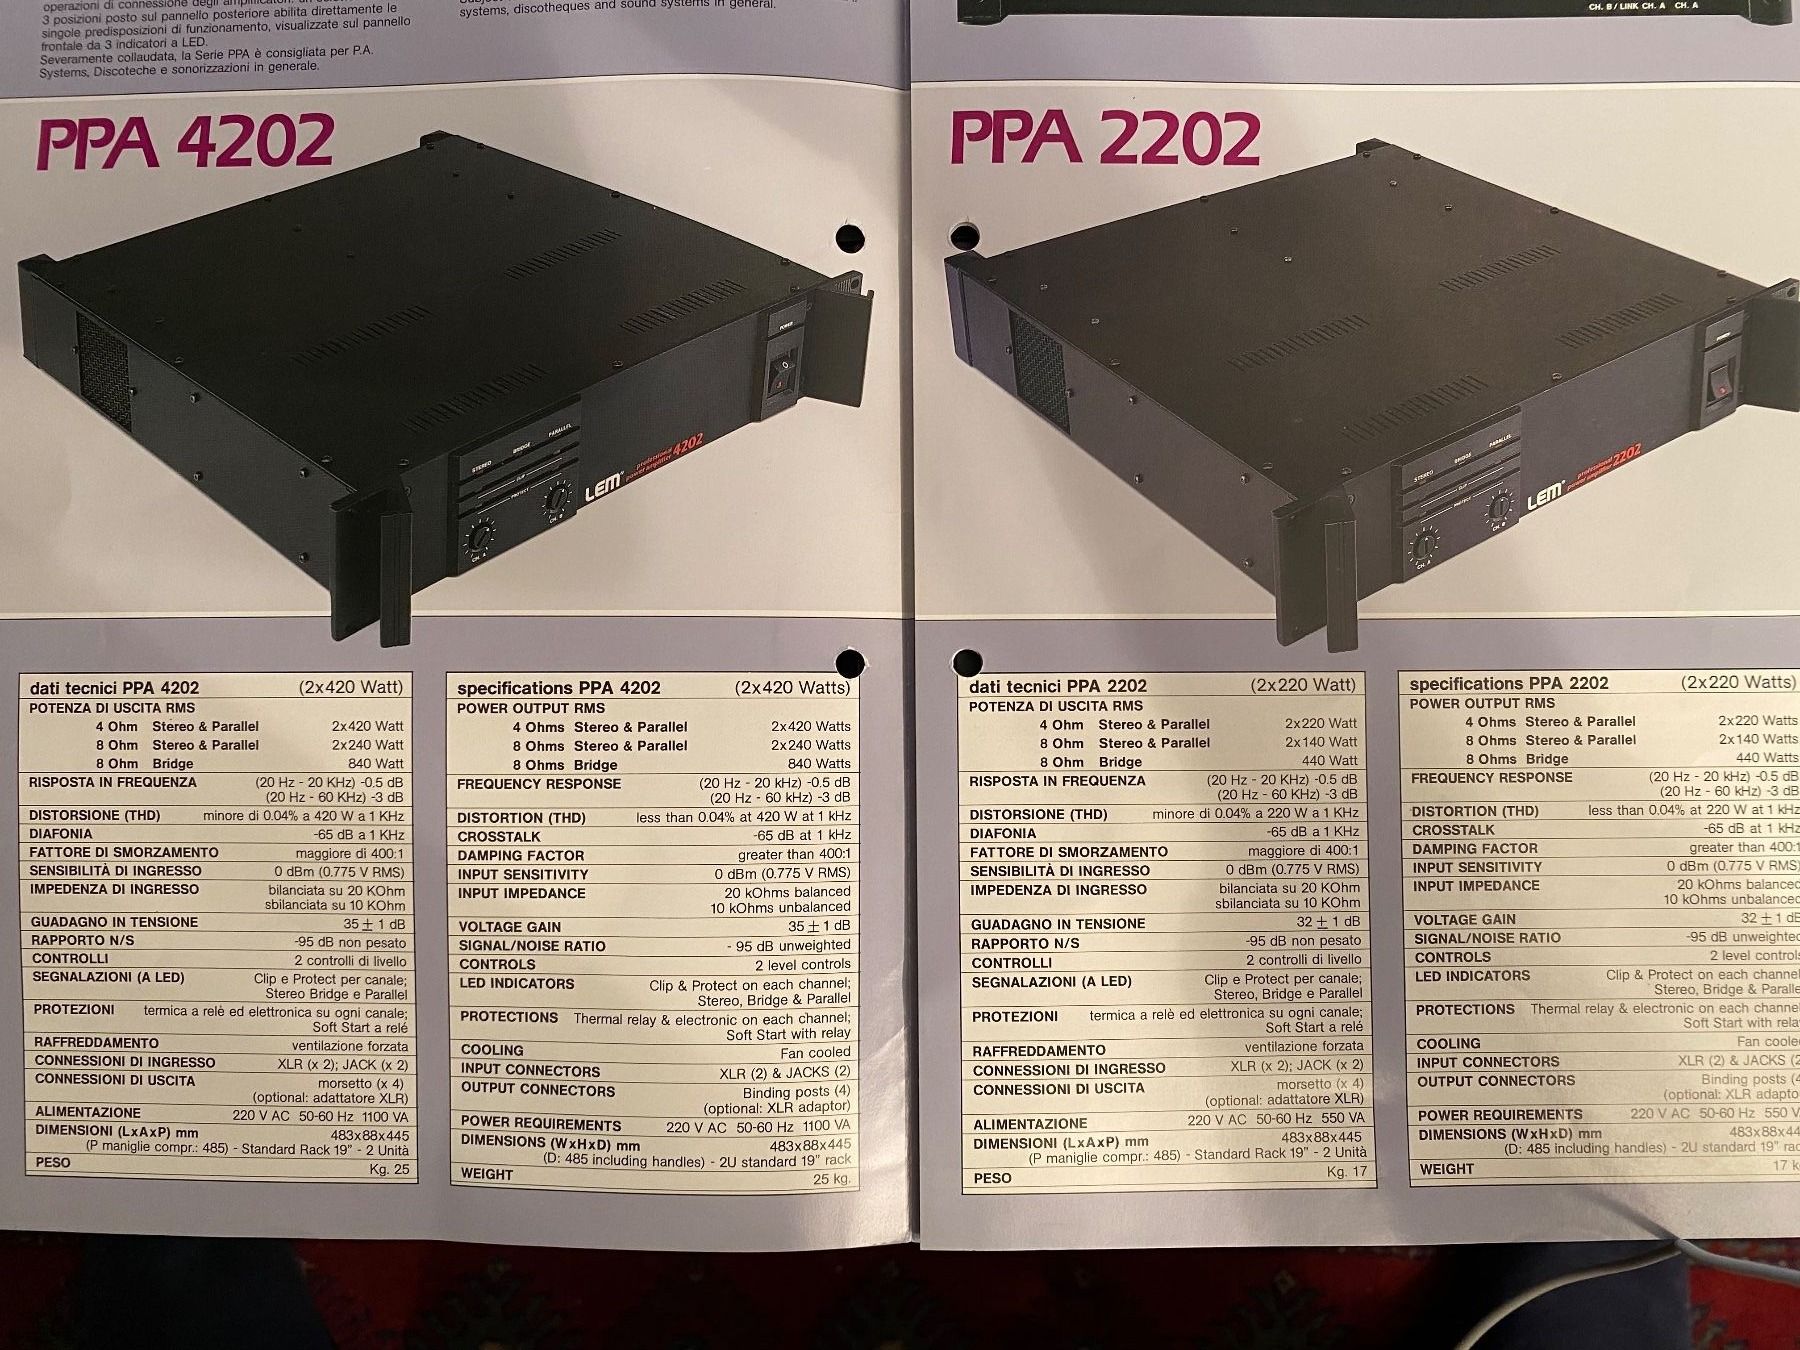 operazioni di connessione degli amplificatori:
3 posizioni posto sul pannello posteriore abilita direttamente le
singole predisposizioni di funzionamento, visualizzate sul pannello
frontale da 3 indicatori a LED.
Severamente collaudata, la Serie PPA è consigliata per P.A.
Systems, Discoteche e sonorizzazioni in generale.
systems, discotheques and sound systems in general.
CH. B / LINK CH. A CH. A
PPA 4202
POWER
STEREO BRIDGE PARALLEL
CLIP
PROTECT
CH. A CH. B
LEM
professional
power amplifier 4202
dati tecnici PPA 4202 (2x420 Watt)
POTENZA DI USCITA RMS
4 Ohm Stereo & Parallel 2x420 Watt
8 Ohm Stereo & Parallel 2x240 Watt
8 Ohm Bridge 840 Watt
RISPOSTA IN FREQUENZA (20 Hz - 20 KHz) -0.5 dB
(20 Hz - 60 KHz) -3 dB
DISTORSIONE (THD) minore di 0.04% a 420 W a 1 KHz
DIAFONIA -65 dB a 1 KHz
FATTORE DI SMORZAMENTO maggiore di 400:1
SENSIBILITÀ DI INGRESSO 0 dBm (0.775 V RMS)
IMPEDENZA DI INGRESSO bilanciata su 20 KOhm
sbilanciata su 10 KOhm
GUADAGNO IN TENSIONE 35 ± 1 dB
RAPPORTO N/S -95 dB non pesato
CONTROLLI 2 controlli di livello
SEGNALAZIONI (A LED) Clip e Protect per canale;
Stereo Bridge e Parallel
PROTEZIONI termica a relè ed elettronica su ogni canale;
Soft Start a relé
RAFFREDDAMENTO ventilazione forzata
CONNESSIONI DI INGRESSO XLR (x 2); JACK (x 2)
CONNESSIONI DI USCITA morsetto (x 4)
(optional: adattatore XLR)
ALIMENTAZIONE 220 V AC 50-60 Hz 1100 VA
DIMENSIONI (LxAxP) mm 483x88x445
(P maniglie compr.: 485) - Standard Rack 19" - 2 Unità
PESO Kg. 25
specifications PPA 4202 (2x420 Watts)
POWER OUTPUT RMS
4 Ohms Stereo & Parallel 2x420 Watts
8 Ohms Stereo & Parallel 2x240 Watts
8 Ohms Bridge 840 Watts
FREQUENCY RESPONSE (20 Hz - 20 kHz) -0.5 dB
(20 Hz - 60 kHz) -3 dB
DISTORTION (THD) less than 0.04% at 420 W at 1 kHz
CROSSTALK -65 dB at 1 kHz
DAMPING FACTOR greater than 400:1
INPUT SENSITIVITY 0 dBm (0.775 V RMS)
INPUT IMPEDANCE 20 kOhms balanced
10 kOhms unbalanced
VOLTAGE GAIN 35 ± 1 dB
SIGNAL/NOISE RATIO - 95 dB unweighted
CONTROLS 2 level controls
LED INDICATORS Clip & Protect on each channel;
Stereo, Bridge & Parallel
PROTECTIONS Thermal relay & electronic on each channel;
Soft Start with relay
COOLING Fan cooled
INPUT CONNECTORS XLR (2) & JACKS (2)
OUTPUT CONNECTORS Binding posts (4)
(optional: XLR adaptor)
POWER REQUIREMENTS 220 V AC 50-60 Hz 1100 VA
DIMENSIONS (WxHxD) mm 483x88x445
(D: 485 including handles) - 2U standard 19" rack
WEIGHT 25 kg.
PPA 2202
POWER
STEREO BRIDGE PARALLEL
CLIP
PROTECT
CH. A CH. B
LEM
professional
power amplifier 2202
dati tecnici PPA 2202 (2x220 Watt)
POTENZA DI USCITA RMS
4 Ohm Stereo & Parallel 2x220 Watt
8 Ohm Stereo & Parallel 2x140 Watt
8 Ohm Bridge 440 Watt
RISPOSTA IN FREQUENZA (20 Hz - 20 KHz) -0.5 dB
(20 Hz - 60 KHz) -3 dB
DISTORSIONE (THD) minore di 0.04% a 220 W a 1 KHz
DIAFONIA -65 dB a 1 KHz
FATTORE DI SMORZAMENTO maggiore di 400:1
SENSIBILITÀ DI INGRESSO 0 dBm (0.775 V RMS)
IMPEDENZA DI INGRESSO bilanciata su 20 KOhm
sbilanciata su 10 KOhm
GUADAGNO IN TENSIONE 32 ± 1 dB
RAPPORTO N/S -95 dB non pesato
CONTROLLI 2 controlli di livello
SEGNALAZIONI (A LED) Clip e Protect per canale;
Stereo, Bridge e Parallel
PROTEZIONI termica a relè ed elettronica su ogni canale;
Soft Start a relé
RAFFREDDAMENTO ventilazione forzata
CONNESSIONI DI INGRESSO XLR (x 2); JACK (x 2)
CONNESSIONI DI USCITA morsetto (x 4)
(optional: adattatore XLR)
ALIMENTAZIONE 220 V AC 50-60 Hz 550 VA
DIMENSIONI (LxAxP) mm 483x88x445
(P maniglie compr.: 485) - Standard Rack 19" - 2 Unità
PESO Kg. 17
specifications PPA 2202 (2x220 Watts)
POWER OUTPUT RMS
4 Ohms Stereo & Parallel 2x220 Watts
8 Ohms Stereo & Parallel 2x140 Watts
8 Ohms Bridge 440 Watts
FREQUENCY RESPONSE (20 Hz - 20 kHz) -0.5 dB
(20 Hz - 60 kHz) -3 dB
DISTORTION (THD) less than 0.04% at 220 W at 1 kHz
CROSSTALK -65 dB at 1 kHz
DAMPING FACTOR greater than 400:1
INPUT SENSITIVITY 0 dBm (0.775 V RMS)
INPUT IMPEDANCE 20 kOhms balanced
10 kOhms unbalanced
VOLTAGE GAIN 32 ± 1 dB
SIGNAL/NOISE RATIO -95 dB unweighted
CONTROLS 2 level controls
LED INDICATORS Clip & Protect on each channel
Stereo, Bridge & Paralle
PROTECTIONS Thermal relay & electronic on each channel
Soft Start with relay
COOLING Fan cooled
INPUT CONNECTORS XLR (2) & JACKS (2
OUTPUT CONNECTORS Binding posts (4
(optional: XLR adaptor
POWER REQUIREMENTS 220 V AC 50-60 Hz 550 V
DIMENSIONS (WxHxD) mm 483x88x44
(D: 485 including handles) - 2U standard 19" rac
WEIGHT 17 k